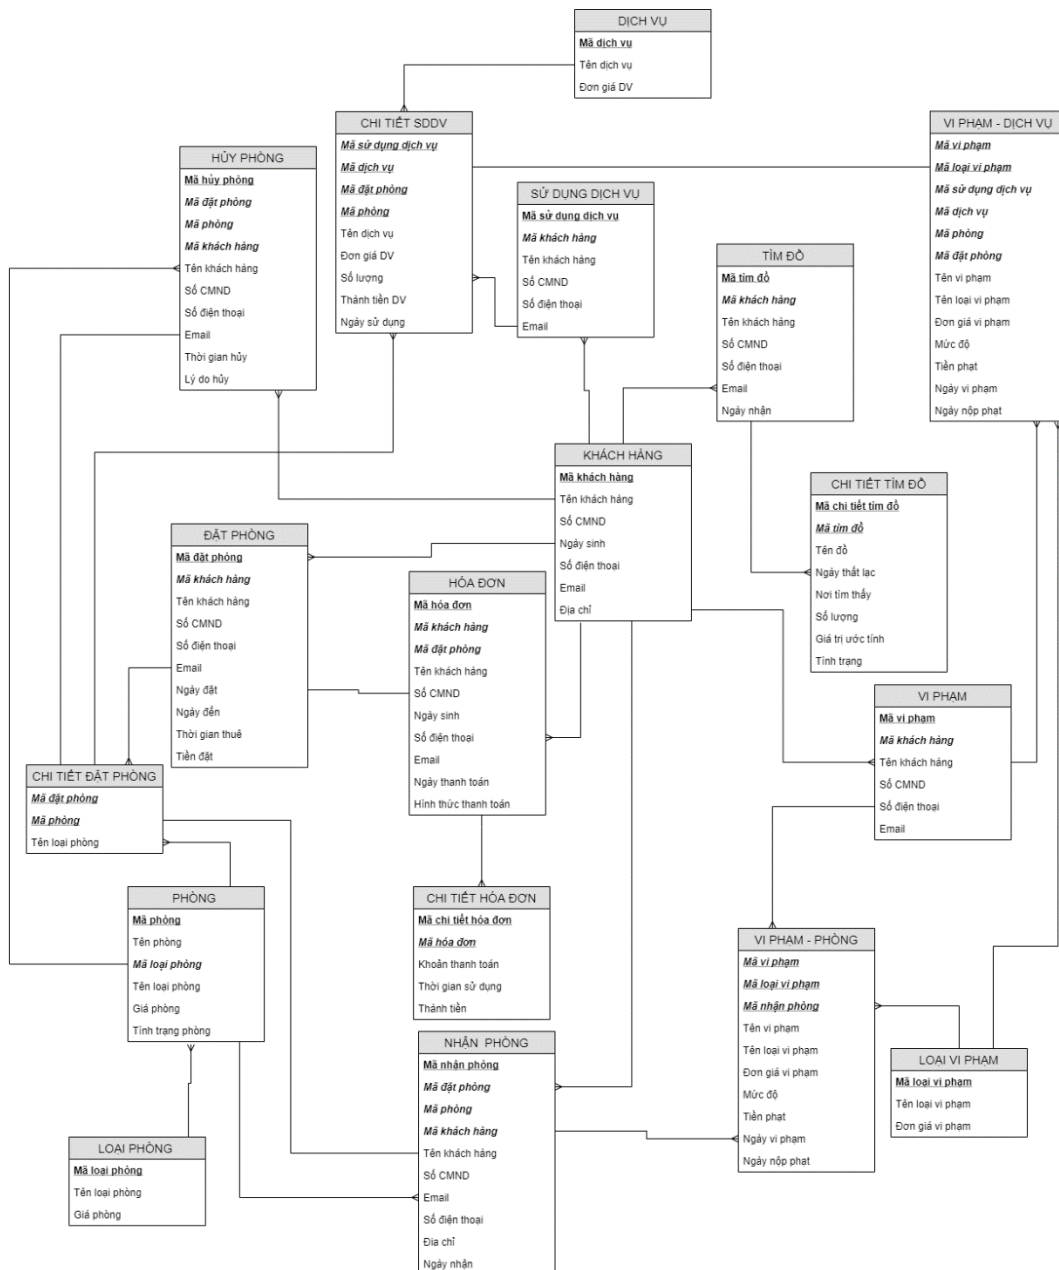 DỊCH VỤ
Mã dịch vụ
Tên dịch vụ
Đơn giá DV
CHI TIẾT SDDV
Mã sử dụng dịch vụ
Mã dịch vụ
Mã đặt phòng
Mã phòng
Tên dịch vụ
Đơn giá DV
Số lượng
Thành tiền DV
Ngày sử dụng
VI PHẠM - DỊCH VỤ
Mã vi phạm
Mã loại vi phạm
Mã sử dụng dịch vụ
Mã dịch vụ
Mã phòng
Mã đặt phòng
Tên vi phạm
Tên loại vi phạm
Đơn giá vi phạm
Mức độ
Tiền phạt
Ngày vi phạm
Ngày nộp phạt
HỦY PHÒNG
Mã hủy phòng
Mã đặt phòng
Mã phòng
Mã khách hàng
Tên khách hàng
Số CMND
Số điện thoại
Email
Thời gian hủy
Lý do hủy
SỬ DỤNG DỊCH VỤ
Mã sử dụng dịch vụ
Mã khách hàng
Tên khách hàng
Số CMND
Số điện thoại
Email
TÌM ĐỒ
Mã tìm đồ
Mã khách hàng
Tên khách hàng
Số CMND
Số điện thoại
Email
Ngày nhận
KHÁCH HÀNG
Mã khách hàng
Tên khách hàng
Số CMND
Ngày sinh
Số điện thoại
Email
Địa chỉ
CHI TIẾT TÌM ĐỒ
Mã chi tiết tìm đồ
Mã tìm đồ
Tên đồ
Ngày thất lạc
Nơi tìm thấy
Số lượng
Giá trị ước tính
Tình trạng
ĐẶT PHÒNG
Mã đặt phòng
Mã khách hàng
Tên khách hàng
Số CMND
Số điện thoại
Email
Ngày đặt
Ngày đến
Thời gian thuê
Tiền đặt
HÓA ĐƠN
Mã hóa đơn
Mã khách hàng
Mã đặt phòng
Tên khách hàng
Số CMND
Ngày sinh
Số điện thoại
Email
Ngày thanh toán
Hình thức thanh toán
VI PHẠM
Mã vi phạm
Mã khách hàng
Tên khách hàng
Số CMND
Số điện thoại
Email
CHI TIẾT ĐẶT PHÒNG
Mã đặt phòng
Mã phòng
Tên loại phòng
PHÒNG
Mã phòng
Tên phòng
Mã loại phòng
Tên loại phòng
Giá phòng
Tình trạng phòng
CHI TIẾT HÓA ĐƠN
Mã chi tiết hóa đơn
Mã hóa đơn
Khoản thanh toán
Thời gian sử dụng
Thành tiền
VI PHẠM - PHÒNG
Mã vi phạm
Mã loại vi phạm
Mã nhận phòng
Tên vi phạm
Tên loại vi phạm
Đơn giá vi phạm
Mức độ
Tiền phạt
Ngày vi phạm
Ngày nộp phạt
LOẠI VI PHẠM
Mã loại vi phạm
Tên loại vi phạm
Đơn giá vi phạm
NHẬN PHÒNG
Mã nhận phòng
Mã đặt phòng
Mã phòng
Mã khách hàng
Tên khách hàng
Số CMND
Email
Số điện thoại
Đia chỉ
Ngày nhận
LOẠI PHÒNG
Mã loại phòng
Tên loại phòng
Giá phòng